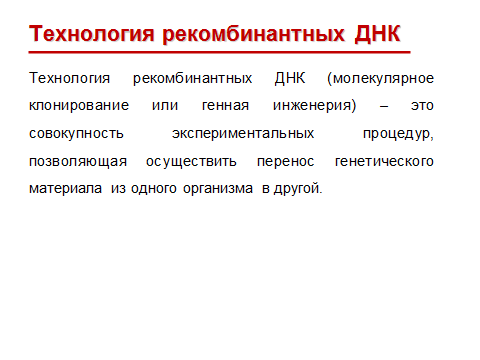 Технология рекомбинантных ДНК
Технология рекомбинантных ДНК (молекулярное
клонирование или генная инженерия) – это
совокупность экспериментальных процедур,
позволяющая осуществить перенос генетического
материала из одного организма в другой.